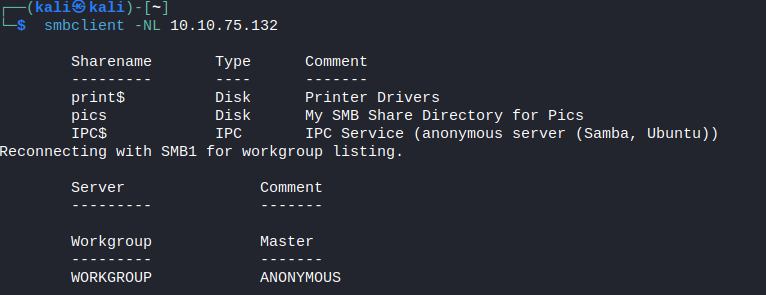 ┌──(kali㉿kali)-[~]
└─$ smbclient -NL 10.10.75.132
Sharename Type Comment
--------- ---- -------
print$ Disk Printer Drivers
pics Disk My SMB Share Directory for Pics
IPC$ IPC IPC Service (anonymous server (Samba, Ubuntu))
Reconnecting with SMB1 for workgroup listing.
Server Comment
--------- -------
Workgroup Master
--------- -------
WORKGROUP ANONYMOUS